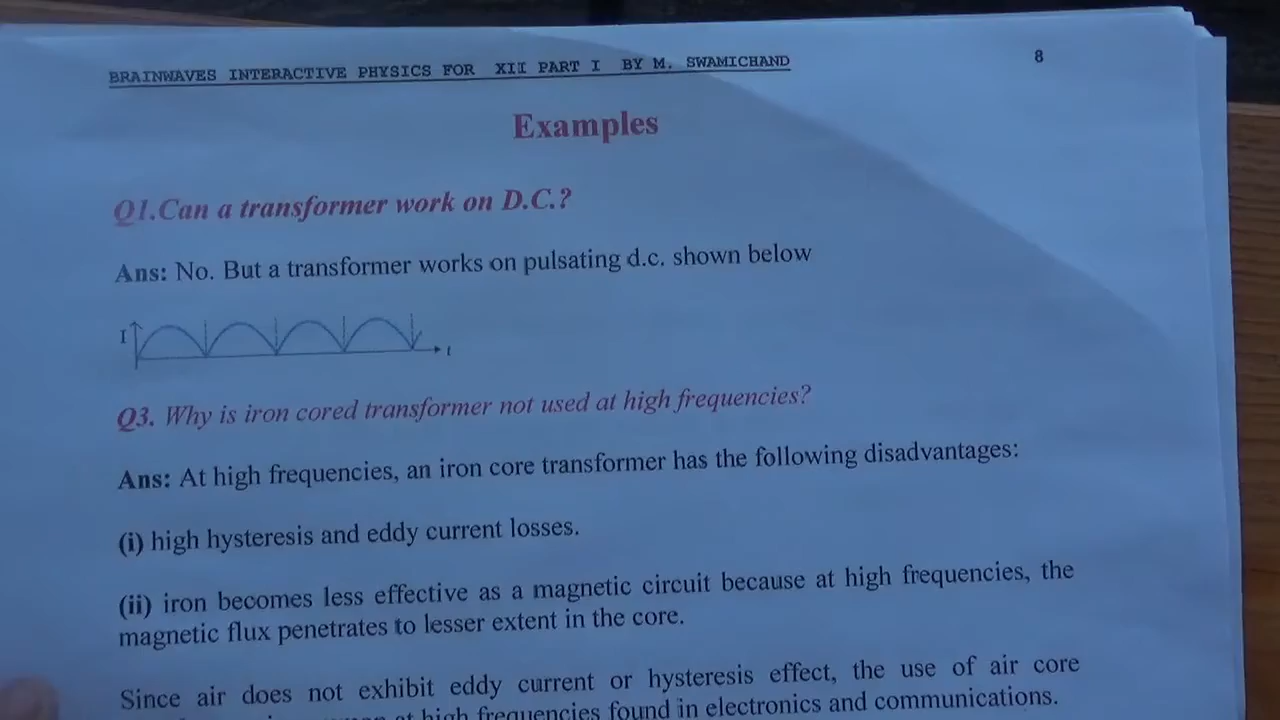 BRAINWAVES INTERACTIVE PHYSICS FOR XII PART I BY M. SWAMICHAND 8
Examples
Q1.Can a transformer work on D.C.?
Ans: No. But a transformer works on pulsating d.c. shown below
I
t
Q3. Why is iron cored transformer not used at high frequencies?
Ans: At high frequencies, an iron core transformer has the following disadvantages:
(i) high hysteresis and eddy current losses.
(ii) iron becomes less effective as a magnetic circuit because at high frequencies, the
magnetic flux penetrates to lesser extent in the core.
Since air does not exhibit eddy current or hysteresis effect, the use of air core
at high frequencies found in electronics and communications.